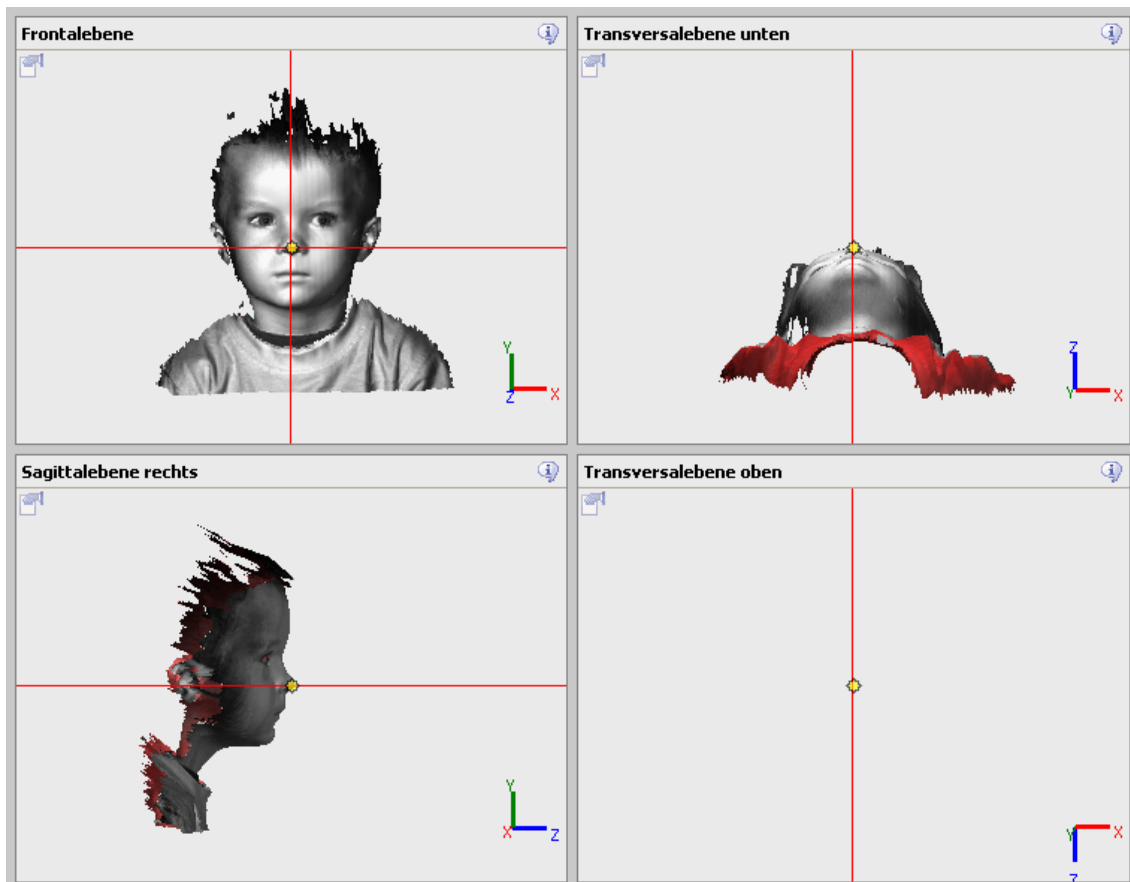 Frontalebene
Transversalebene unten
Y
Z
X
Z
Y
X
Sagittalebene rechts
Transversalebene oben
Y
X
Z
Y
X
Z